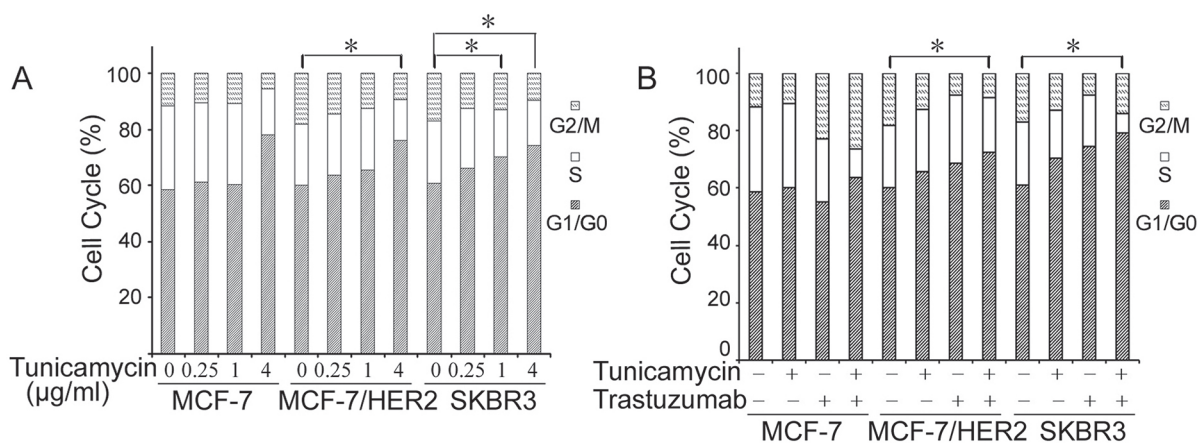 A
Cell Cycle (%)
100
80
60
40
20
* * *
G2/M
S
G1/G0
Tunicamycin 0 0.25 1 4 0 0.25 1 4 0 0.25 1 4
(μg/ml)
MCF-7 MCF-7/HER2 SKBR3
B
Cell Cycle (%)
100
80
60
40
20
0
* *
G2/M
S
G1/G0
Tunicamycin − + − + − + − + − + − +
Trastuzumab − − + + − − + + − − + +
MCF-7 MCF-7/HER2 SKBR3